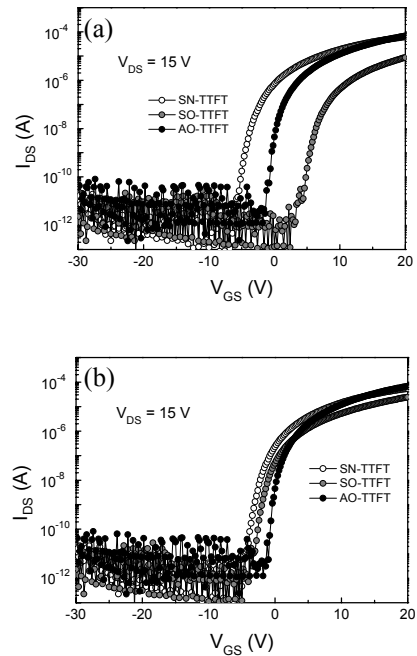 (a)
V_DS = 15 V
SN-TTFT
SO-TTFT
AO-TTFT
I_DS (A)
10^-4
10^-6
10^-8
10^-10
10^-12
-30 -20 -10 0 10 20
V_GS (V)
(b)
V_DS = 15 V
SN-TTFT
SO-TTFT
AO-TTFT
I_DS (A)
10^-4
10^-6
10^-8
10^-10
10^-12
-30 -20 -10 0 10 20
V_GS (V)